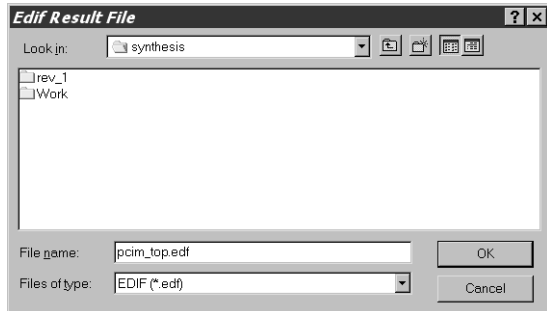 Edif Result File
Look in: synthesis
rev_1
Work
File name: pcim_top.edf OK
Files of type: EDIF (*.edf) Cancel